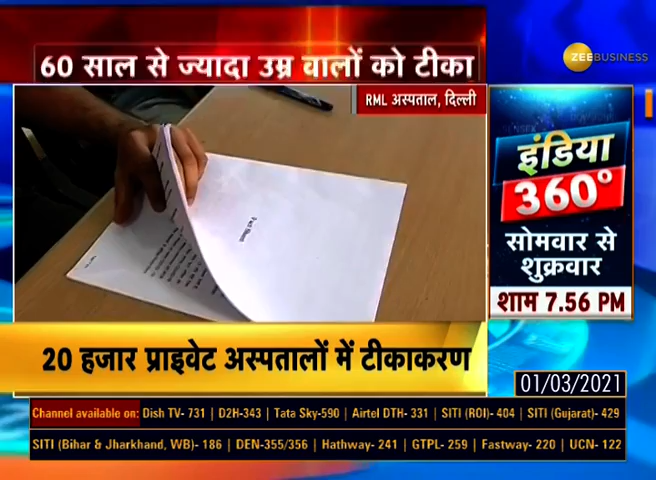 60 साल से ज्यादा उम्र वालों को टीका
ZEEBUSINESS
RML अस्पताल, दिल्ली
इंडिया
360°
सोमवार से
शुक्रवार
शाम 7.56 PM
Fact Sheet
20 हजार प्राइवेट अस्पतालों में टीकाकरण
01/03/2021
Channel available on: Dish TV- 731 | D2H-343 | Tata Sky-590 | Airtel DTH- 331 | SITI (ROI)- 404 | SITI (Gujarat)- 429
SITI (Bihar & Jharkhand, WB)- 186 | DEN-355/356 | Hathway- 241 | GTPL- 259 | Fastway- 220 | UCN- 122